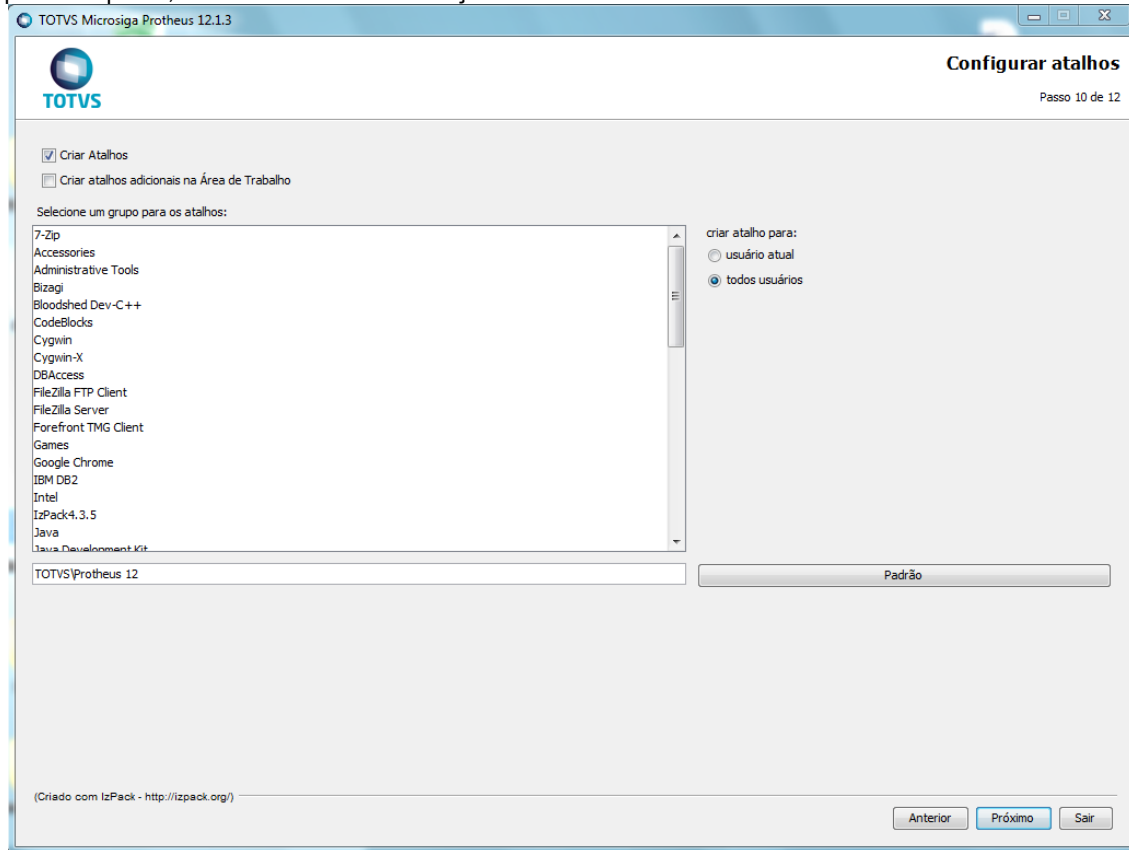 TOTVS Microsiga Protheus 12.1.3
TOTVS
Configurar atalhos
Passo 10 de 12
Criar Atalhos
Criar atalhos adicionais na Área de Trabalho
Selecione um grupo para os atalhos:
7-Zip
Accessories
Administrative Tools
Bizagi
Bloodshed Dev-C++
CodeBlocks
Cygwin
Cygwin-X
DBAccess
FileZilla FTP Client
FileZilla Server
Forefront TMG Client
Games
Google Chrome
IBM DB2
Intel
IzPack4.3.5
Java
Java Development Kit
criar atalho para:
usuário atual
todos usuários
TOTVS\Protheus 12
Padrão
(Criado com IzPack - http://izpack.org/)
Anterior
Próximo
Sair